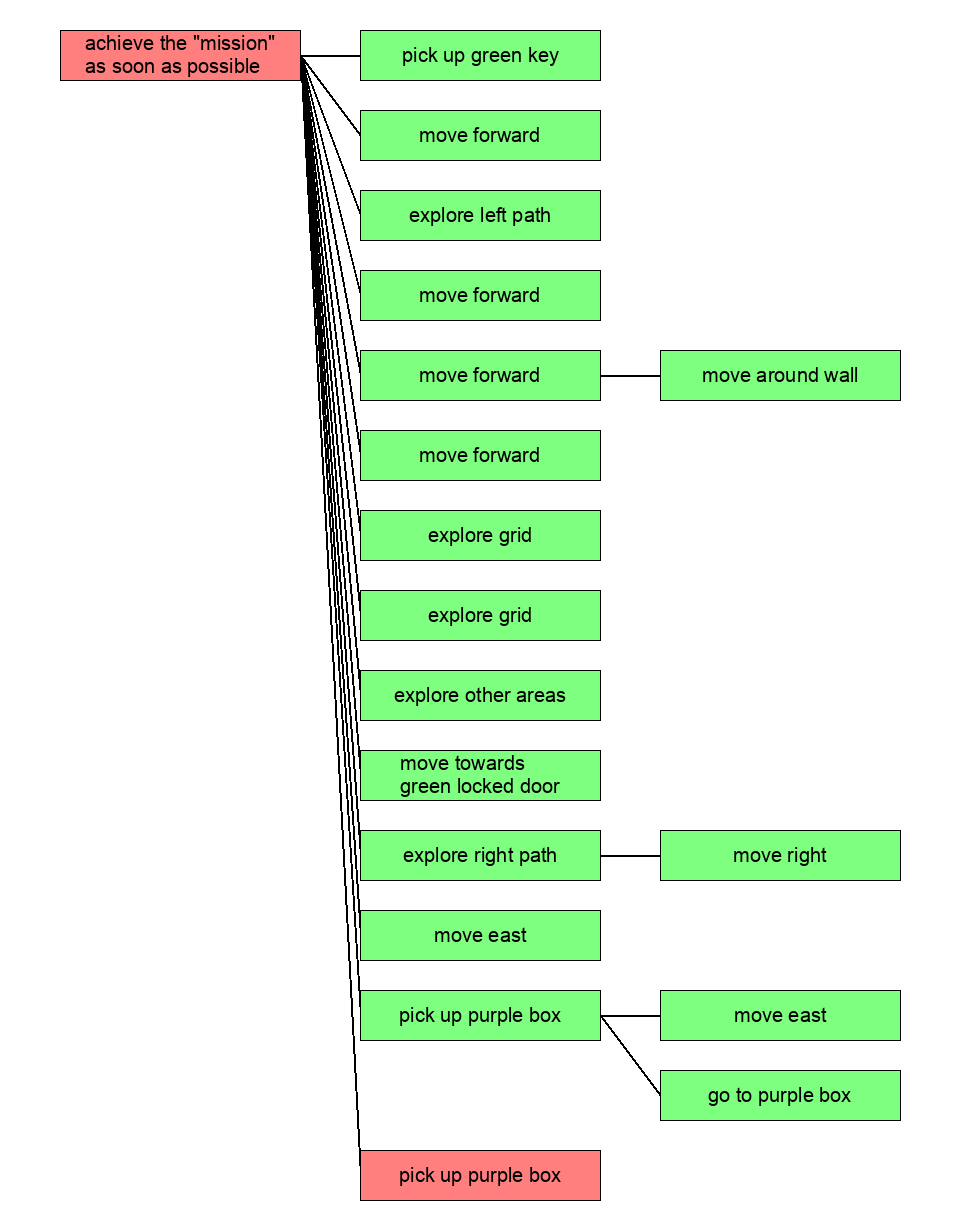 achieve the "mission"
as soon as possible
pick up green key
move forward
explore left path
move forward
move forward
move around wall
move forward
explore grid
explore grid
explore other areas
move towards
green locked door
explore right path
move right
move east
pick up purple box
move east
go to purple box
pick up purple box